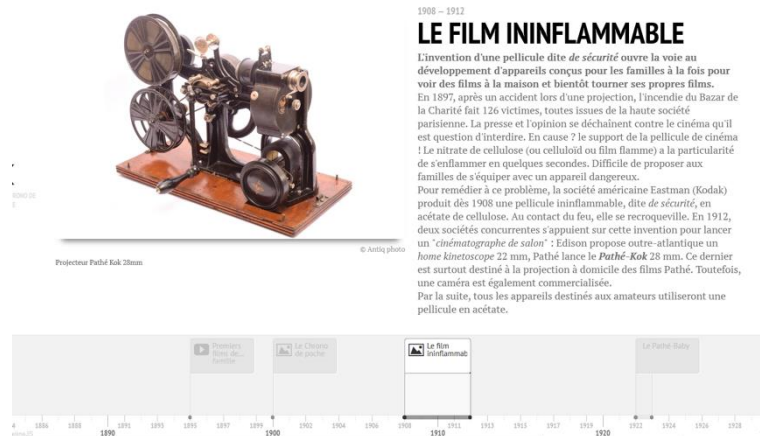 1908 – 1912
LE FILM ININFLAMMABLE
L'invention d'une pellicule dite de sécurité ouvre la voie au
développement d'appareils conçus pour les familles à la fois pour
voir des films à la maison et bientôt tourner ses propres films.
En 1897, après un accident lors d'une projection, l'incendie du Bazar de
la Charité fait 126 victimes, toutes issues de la haute société
parisienne. La presse et l'opinion se déchaînent contre le cinéma qu'il
est question d'interdire. En cause ? le support de la pellicule de cinéma
! Le nitrate de cellulose (ou celluloïd ou film flamme) a la particularité
de s'enflammer en quelques secondes. Difficile de proposer aux
familles de s'équiper avec un appareil dangereux.
Pour remédier à ce problème, la société américaine Eastman (Kodak)
produit dès 1908 une pellicule ininflammable, dite de sécurité, en
acétate de cellulose. Au contact du feu, elle se recroqueville. En 1912,
deux sociétés concurrentes s'appuient sur cette invention pour lancer
un "cinématographe de salon" : Edison propose outre-atlantique un
home kinetoscope 22 mm, Pathé lance le Pathé-Kok 28 mm. Ce dernier
est surtout destiné à la projection à domicile des films Pathé. Toutefois,
une caméra est également commercialisée.
Par la suite, tous les appareils destinés aux amateurs utiliseront une
pellicule en acétate.
© Antiq photo
Projecteur Pathé Kok 28mm
Premiers
films de...
famille
Le Chrono
de poche
Le film
ininflammab
Le Pathé-Baby
4 1886 1888 1891 1893 1895 1897 1899 1902 1904 1906 1908 1911 1913 1915 1917 1919 1922 1924 1926 1928
1890 1900 1910 1920